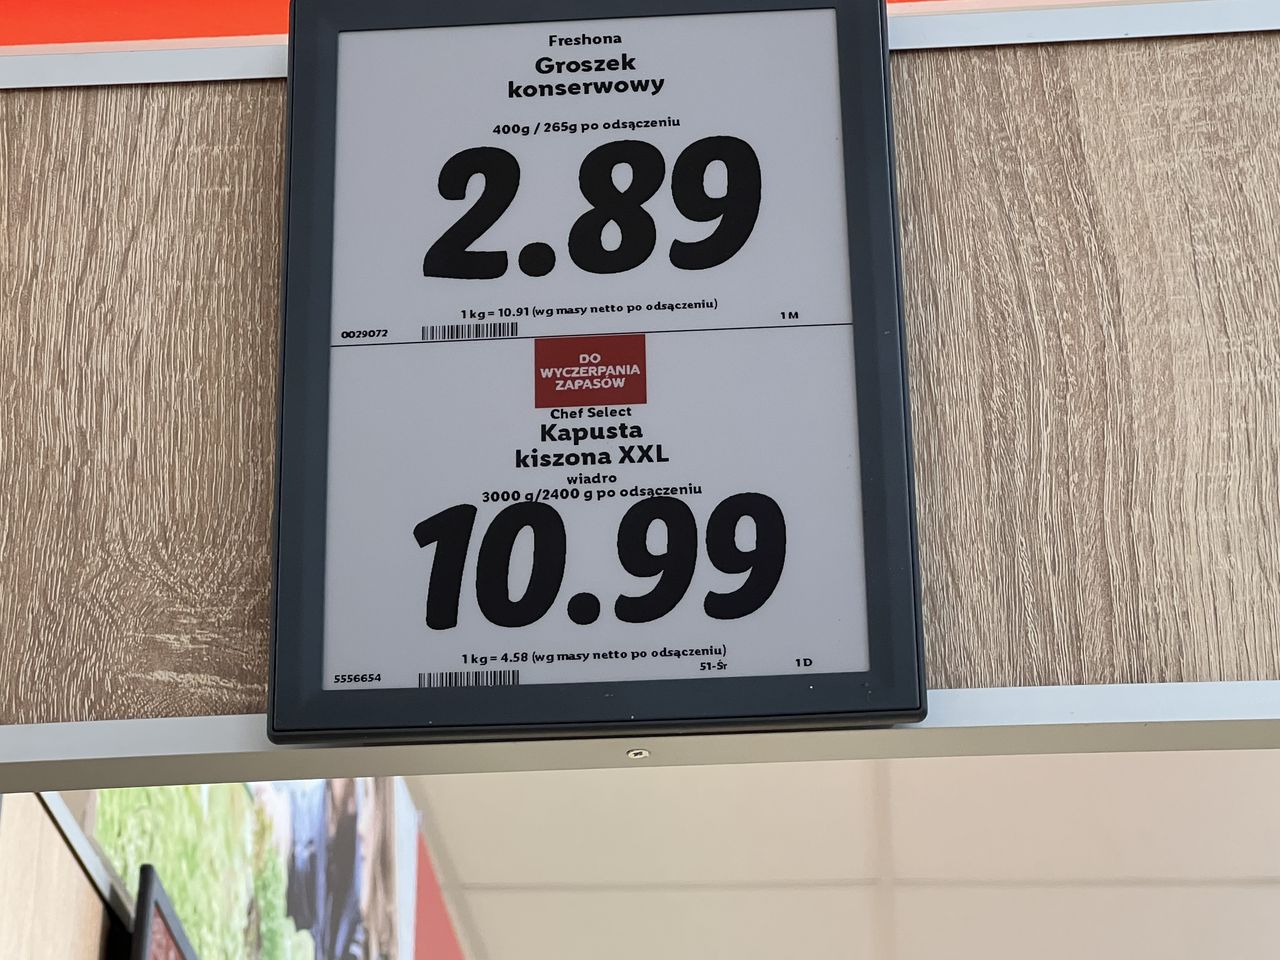 Freshona
Groszek
konserwowy
400g / 265g po odsączeniu
2.89
1 kg = 10.91 (wg masy netto po odsączeniu)
1 M
0029072
DO
WYCZERPANIA
ZAPASÓW
Chef Select
Kapusta
kiszona XXL
wiadro
3000 g/2400 g po odsączeniu
10.99
1 kg = 4.58 (wg masy netto po odsączeniu)
51-Śr
1 D
5556654